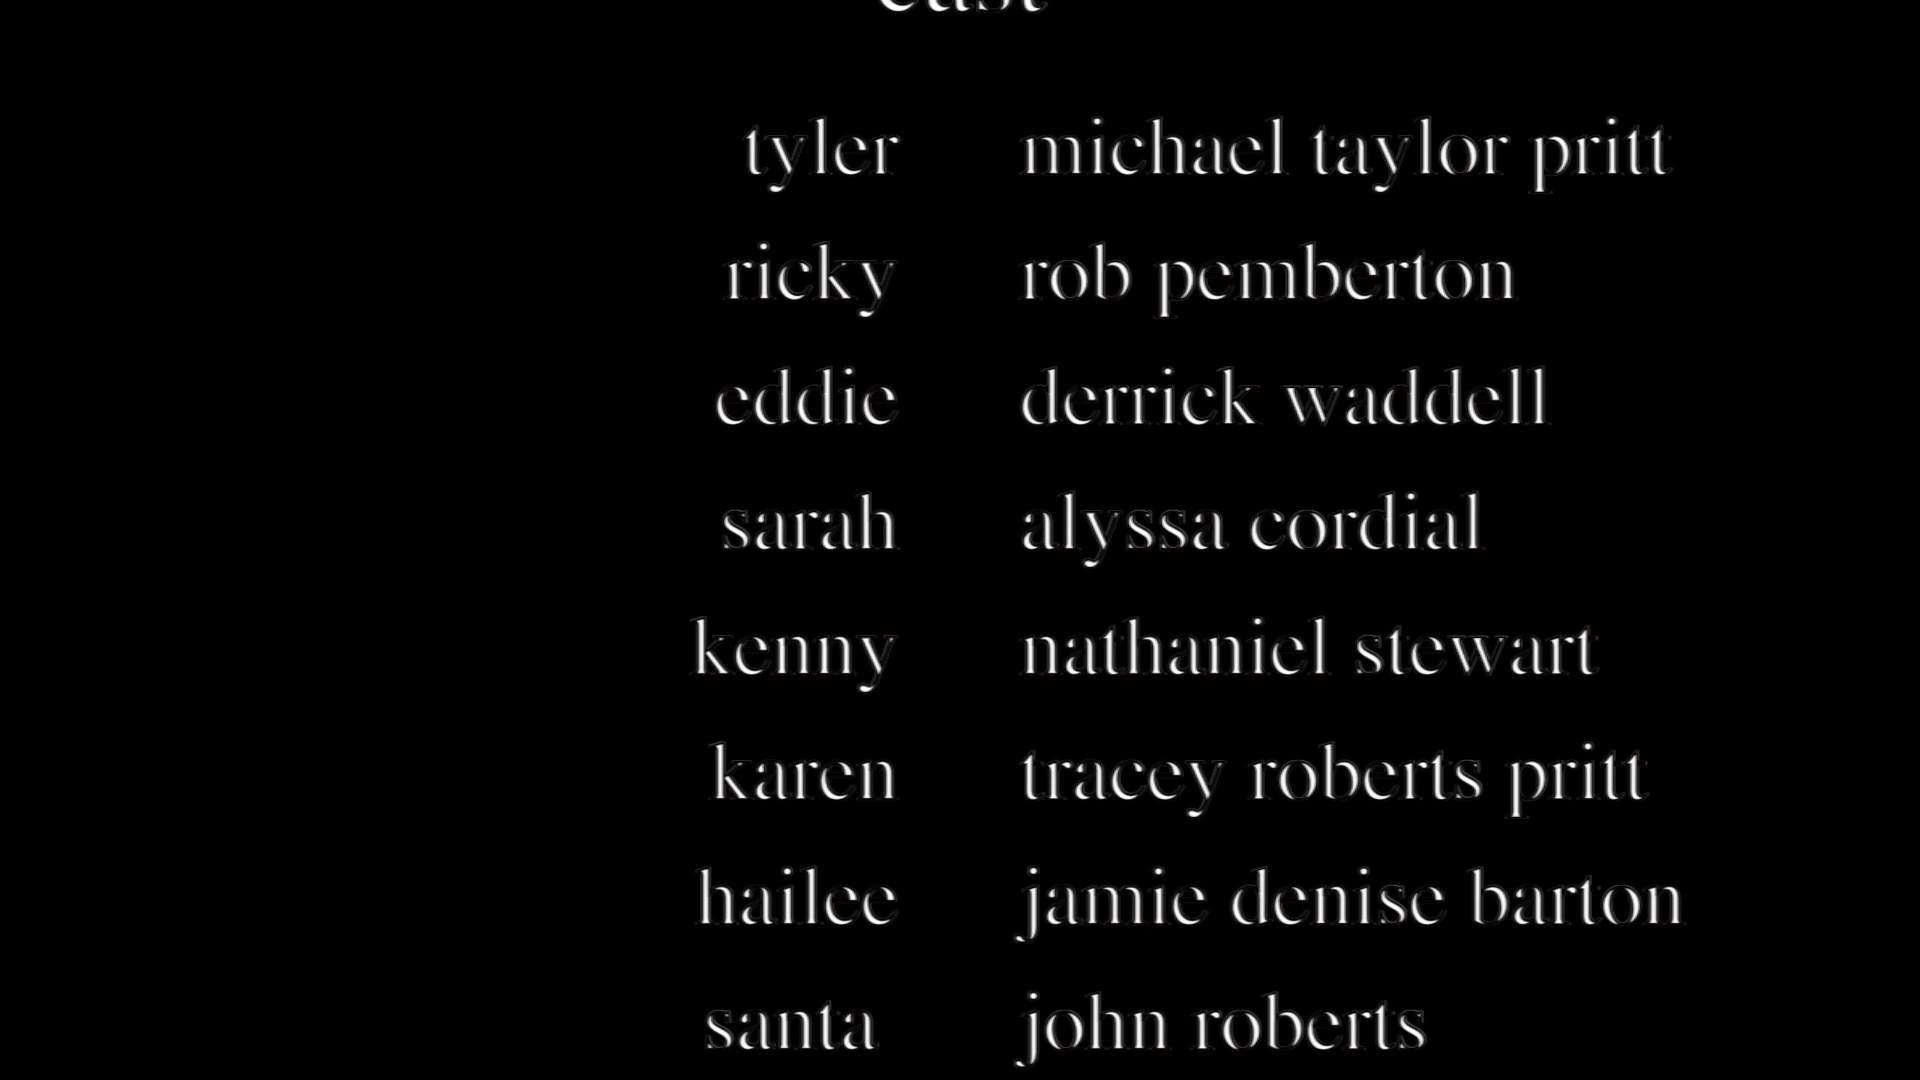 cast
tyler michael taylor pritt
ricky rob pemberton
eddie derrick waddell
sarah alyssa cordial
kenny nathaniel stewart
karen tracey roberts pritt
hailee jamie denise barton
santa john roberts